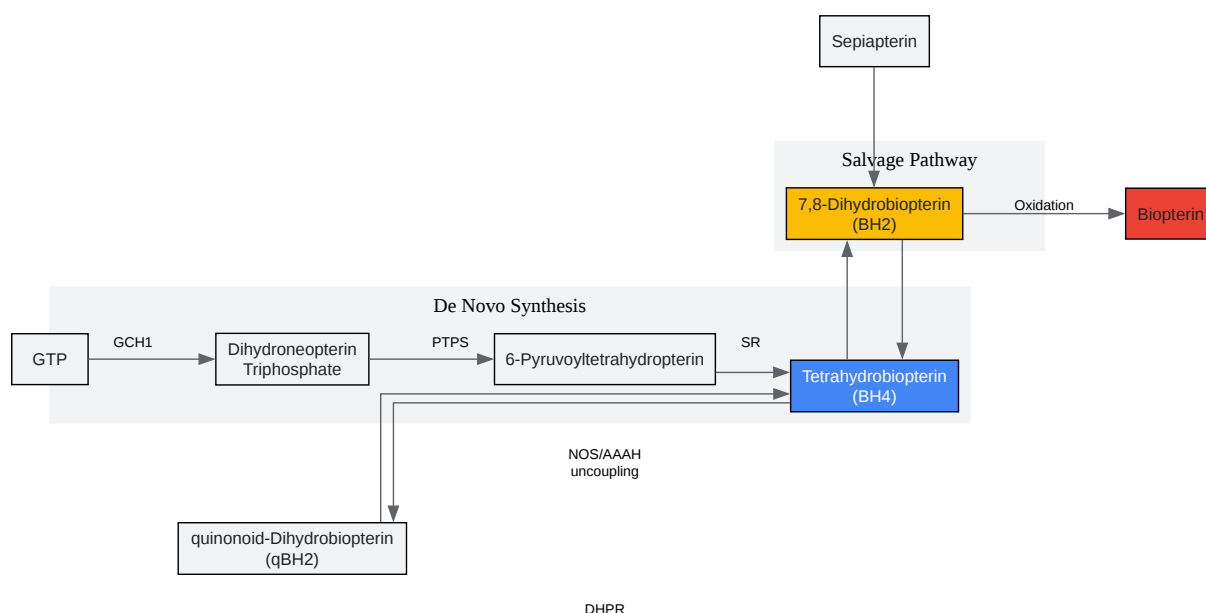 Sepiapterin
Salvage Pathway
7,8-Dihydrobiopterin
(BH2)
Oxidation
Biopterin
De Novo Synthesis
GTP
GCH1
Dihydroneopterin
Triphosphate
PTPS
6-Pyruvoyltetrahydropterin
SR
Tetrahydrobiopterin
(BH4)
NOS/AAAH
uncoupling
quinonoid-Dihydrobiopterin
(qBH2)
DHPR